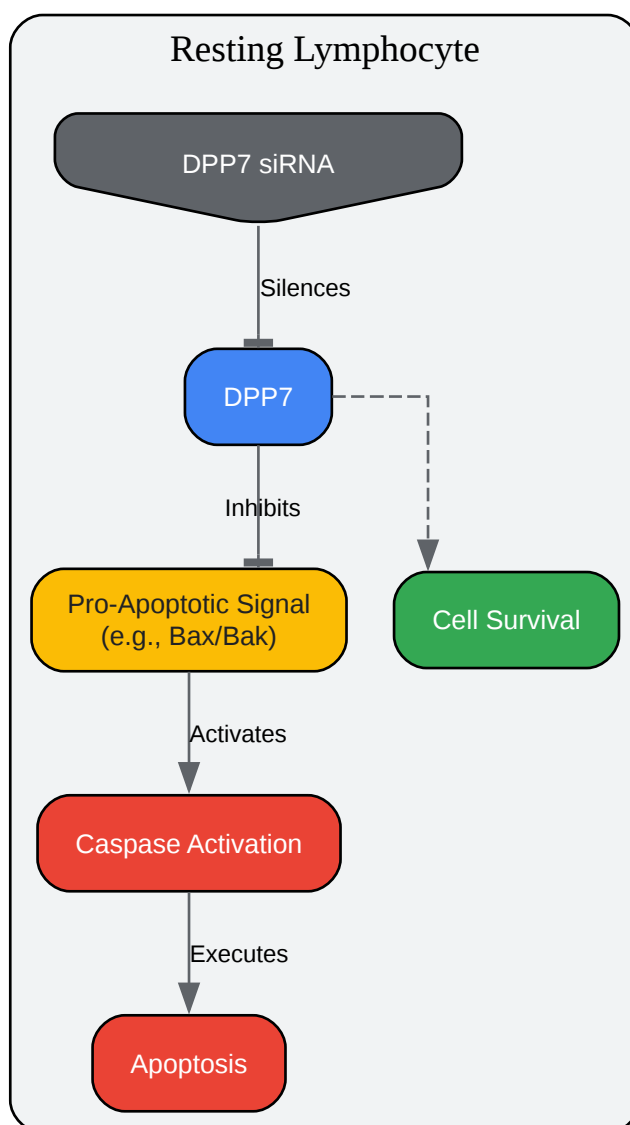 Resting Lymphocyte
DPP7 siRNA
Silences
DPP7
Inhibits
Pro-Apoptotic Signal
(e.g., Bax/Bak)
Cell Survival
Activates
Caspase Activation
Executes
Apoptosis